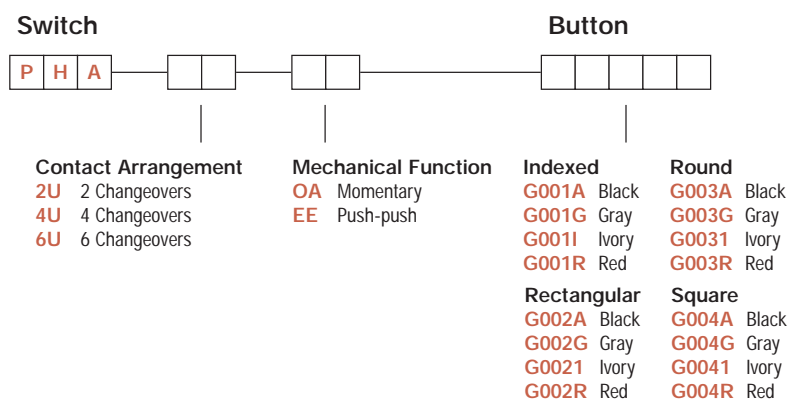 Switch
Button
P H A
Contact Arrangement
2U 2 Changeovers
4U 4 Changeovers
6U 6 Changeovers
Mechanical Function
OA Momentary
EE Push-push
Indexed
G001A Black
G001G Gray
G001I Ivory
G001R Red
Round
G003A Black
G003G Gray
G0031 Ivory
G003R Red
Rectangular
G002A Black
G002G Gray
G0021 Ivory
G002R Red
Square
G004A Black
G004G Gray
G0041 Ivory
G004R Red